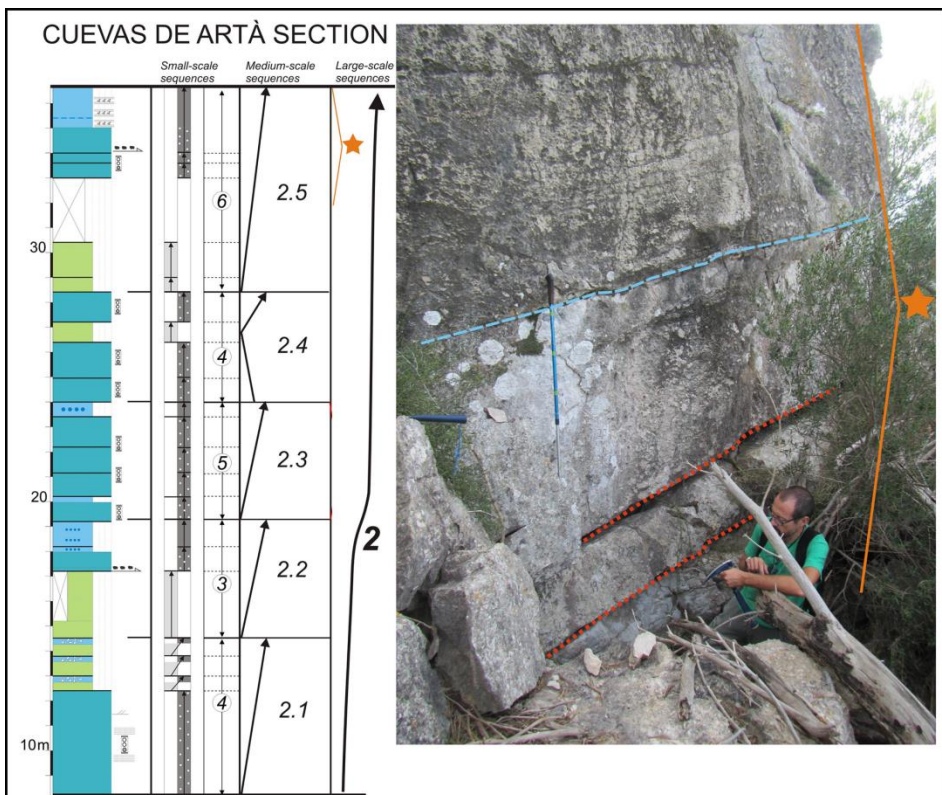 CUEVAS DE ARTÀ SECTION
Small-scale sequences
Medium-scale sequences
Large-scale sequences
6
2.5
30
2.4
4
2.3
5
20
2
2.2
3
2.1
4
10m